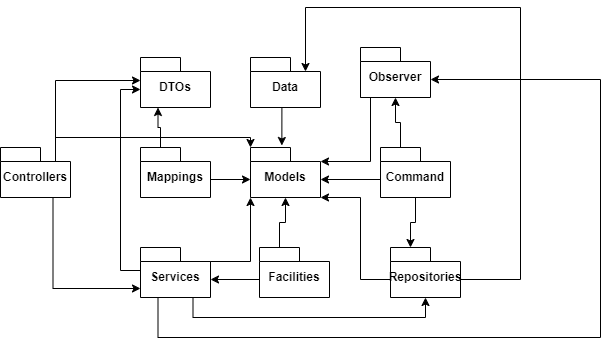 Observer
DTOs
Data
Controllers
Mappings
Models
Command
Services
Facilities
Repositories